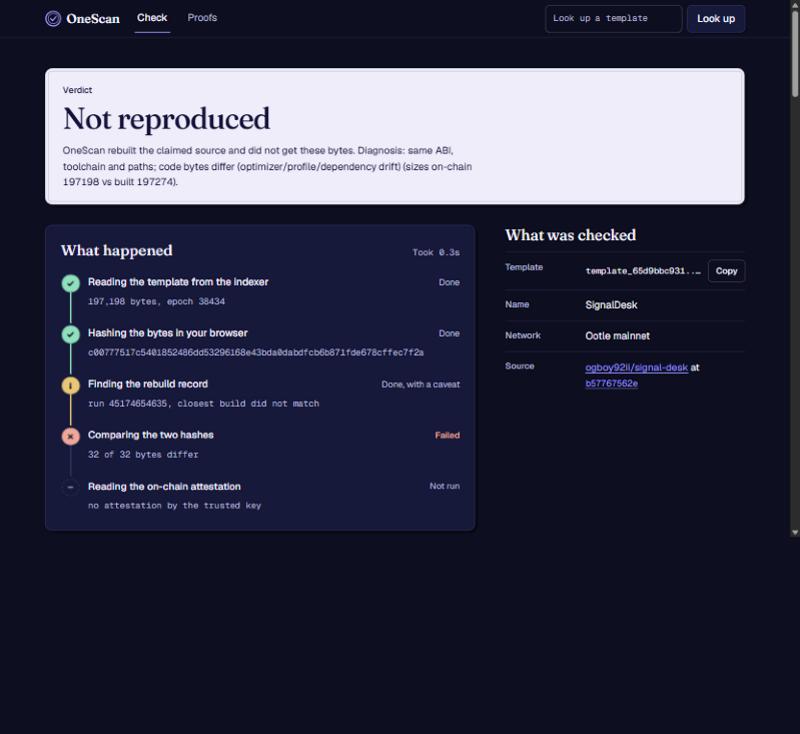 OneScan
Check
Proofs
Look up a template
Look up
Verdict
Not reproduced
OneScan rebuilt the claimed source and did not get these bytes. Diagnosis: same ABI,
toolchain and paths; code bytes differ (optimizer/profile/dependency drift) (sizes on-chain
197198 vs built 197274).
What happened
Took 0.3s
Reading the template from the indexer
Done
197,198 bytes, epoch 38434
Hashing the bytes in your browser
Done
c00777517c5401852486dd53296168e43bda0dabdfcb6b871fde678cffec7f2a
Finding the rebuild record
Done, with a caveat
run 45174654635, closest build did not match
Comparing the two hashes
Failed
32 of 32 bytes differ
Reading the on-chain attestation
Not run
no attestation by the trusted key
What was checked
Template
template_65d9bbc931..…
Copy
Name
SignalDesk
Network
Ootle mainnet
Source
at
b57767562e